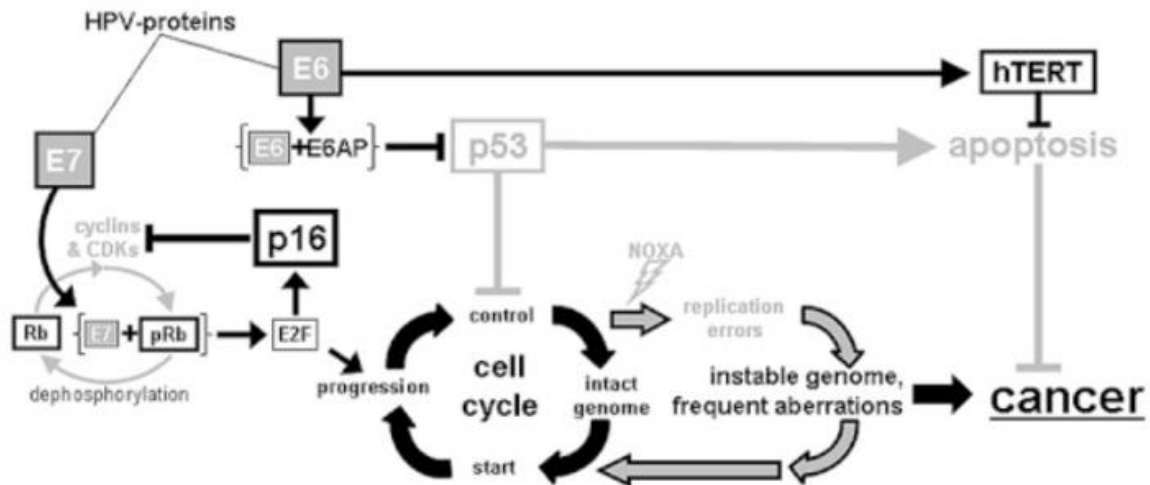 HPV-proteins
E6
hTERT
E7
E6 + E6AP
p53
apoptosis
cyclins
& CDKs
p16
NOXA
replication
errors
Rb
E7 + pRb
E2F
control
progression
cell
cycle
intact
genome
instable genome,
frequent aberrations
cancer
dephosphorylation
start